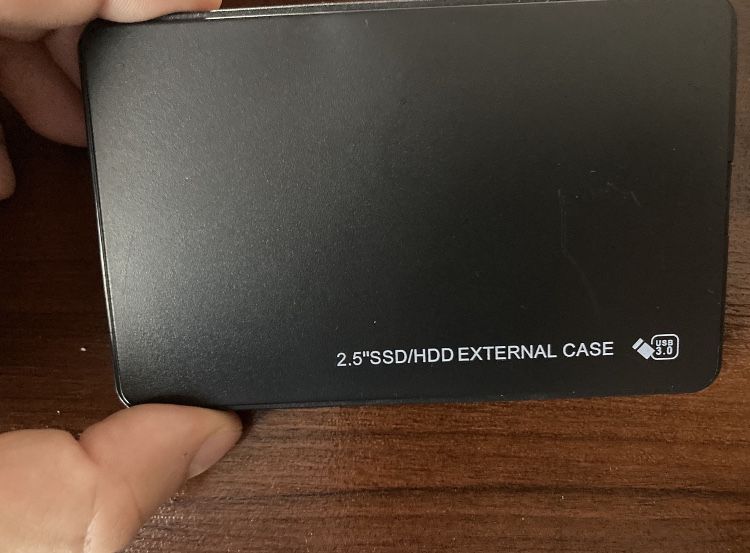 2.5"SSD/HDD EXTERNAL CASE
USB
3.0